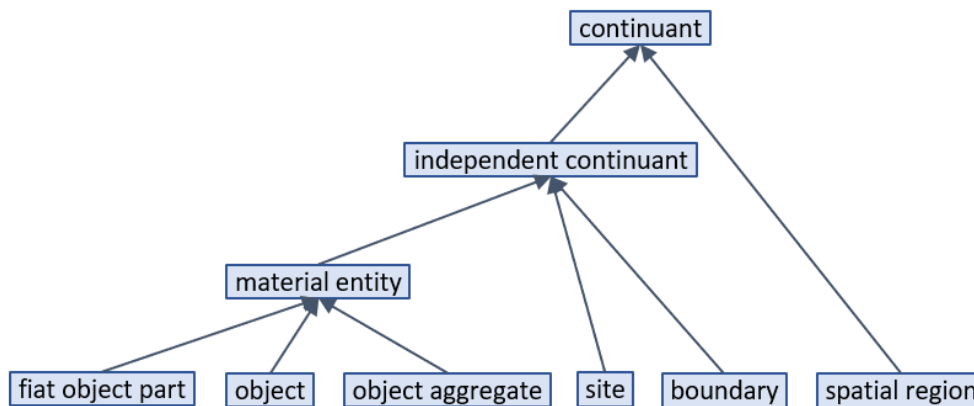 continuant
independent continuant
material entity
fiat object part
object
object aggregate
site
boundary
spatial region